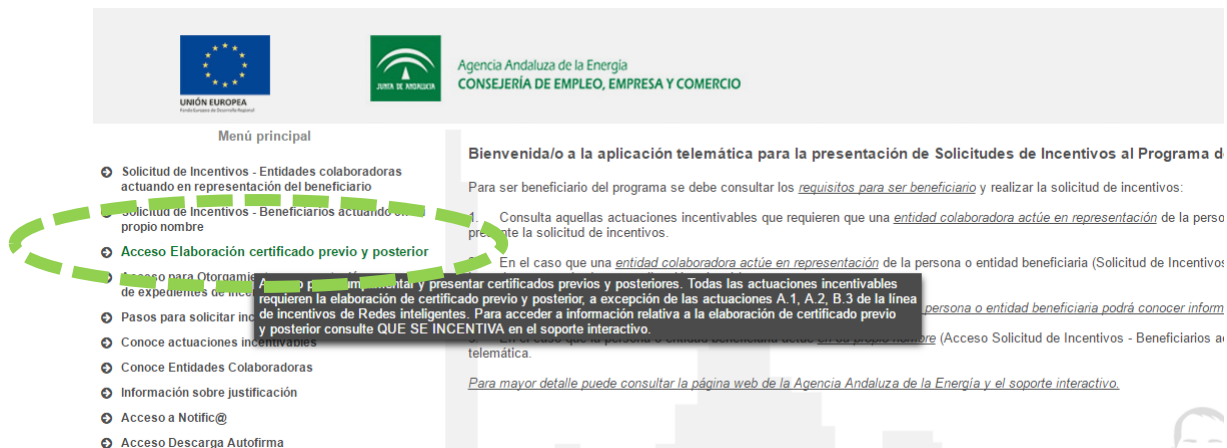 UNIÓN EUROPEA
Fondo Europeo de Desarrollo Regional
JUNTA DE ANDALUCIA
Agencia Andaluza de la Energía
CONSEJERÍA DE EMPLEO, EMPRESA Y COMERCIO
Menú principal
Solicitud de Incentivos - Entidades colaboradoras
actuando en representación del beneficiario
Solicitud de Incentivos - Beneficiarios actuando
propio nombre
Acceso Elaboración certificado previo y posterior
Acceso para
de expedientes de
Pasos para solicitar
Conoce actuaciones incentivables
Conoce Entidades Colaboradoras
Información sobre justificación
Acceso a Notific@
Acceso Descarga Autofirma
y presentar certificados previos y posteriores. Todas las actuaciones incentivables
requieren la elaboración de certificado previo y posterior, a excepción de las actuaciones A.1, A.2, B.3 de la línea
de incentivos de Redes inteligentes. Para acceder a información relativa a la elaboración de certificado previo
y posterior consulte QUE SE INCENTIVA en el soporte interactivo.
Bienvenida/o a la aplicación telemática para la presentación de Solicitudes de Incentivos al Programa
Para ser beneficiario del programa se debe consultar los requisitos para ser beneficiario y realizar la solicitud de incentivos:
1. Consulta aquellas actuaciones incentivables que requieren que una entidad colaboradora actúe en representación de la
la solicitud de incentivos.
En el caso que una entidad colaboradora actúe en representación de la persona o entidad beneficiaria (Solicitud de Incentivos
persona o entidad beneficiaria podrá conocer
En el caso que la persona o entidad beneficiaria actúe en su propio nombre (Acceso Solicitud de Incentivos - Beneficiarios
telemática.
Para mayor detalle puede consultar la página web de la Agencia Andaluza de la Energía y el soporte interactivo.